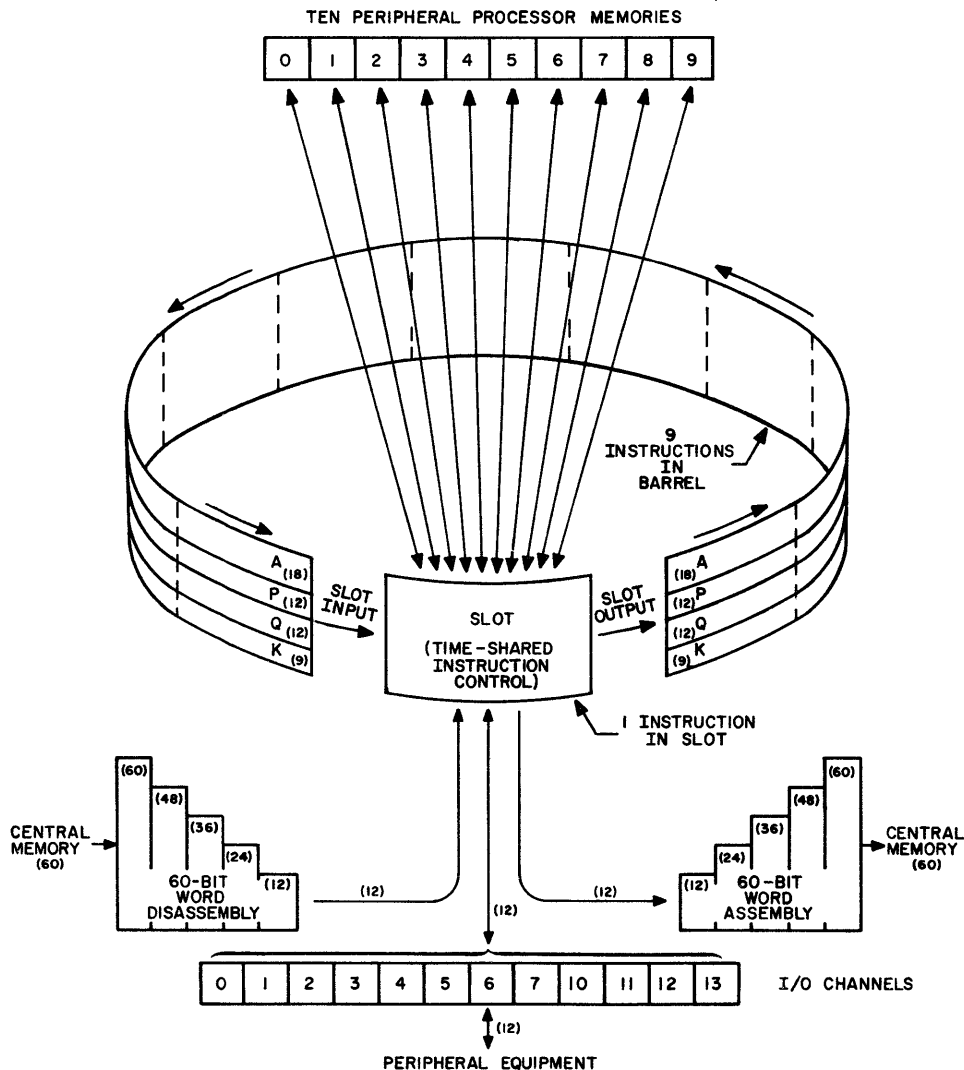 TEN PERIPHERAL PROCESSOR MEMORIES
0 1 2 3 4 5 6 7 8 9
9
INSTRUCTIONS
IN
BARREL
A (18)
P (12)
Q (12)
K (9)
SLOT
INPUT
SLOT
(TIME-SHARED
INSTRUCTION
CONTROL)
SLOT
OUTPUT
(18) A
(12) P
(12) Q
(9) K
1 INSTRUCTION
IN SLOT
CENTRAL
MEMORY
(60)
(60)
(48)
(36)
(24)
(12)
60-BIT
WORD
DISASSEMBLY
(12)
(12)
(12)
(12)
(24)
(36)
(48)
(60)
60-BIT
WORD
ASSEMBLY
CENTRAL
MEMORY
(60)
0 1 2 3 4 5 6 7 10 11 12 13
I/O CHANNELS
(12)
PERIPHERAL EQUIPMENT